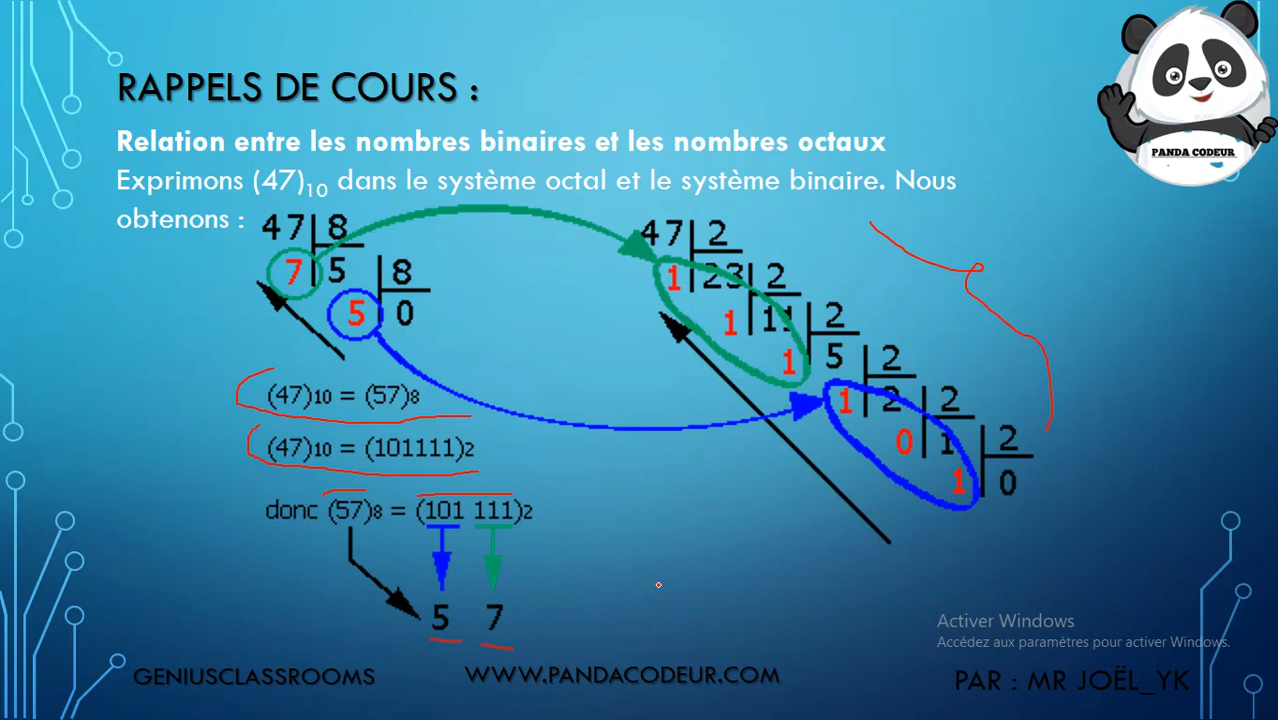 RAPPELS DE COURS :
PANDA CODEUR
Relation entre les nombres binaires et les nombres octaux
Exprimons (47)10 dans le système octal et le système binaire. Nous
obtenons :
47 8
7 5 8
5 0
47 2
1 23 2
1 11 2
1 5 2
1 2 2
0 1 2
1 0
(47)10 = (57)8
(47)10 = (101111)2
donc (57)8 = (101 111)2
5 7
Activer Windows
Accédez aux paramètres pour activer Windows.
GENIUSCLASSROOMS
WWW.PANDACODEUR.COM
PAR : MR JOËL_YK